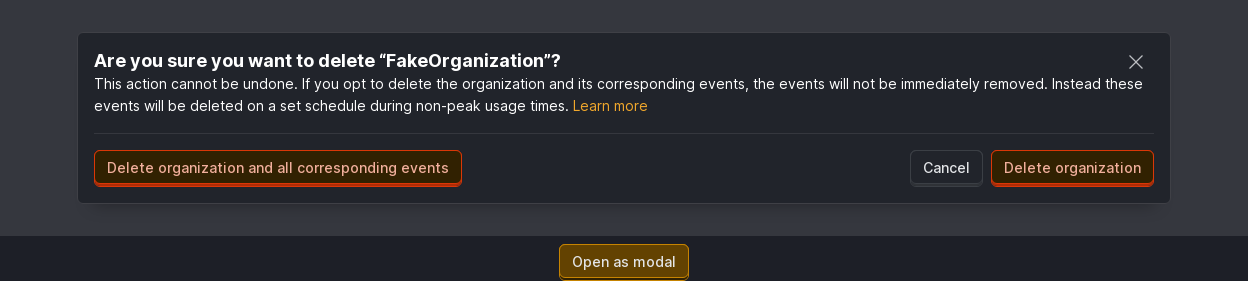 Are you sure you want to delete “FakeOrganization”?
This action cannot be undone. If you opt to delete the organization and its corresponding events, the events will not be immediately removed. Instead these
events will be deleted on a set schedule during non-peak usage times. Learn more
Delete organization and all corresponding events
Cancel
Delete organization
Open as modal